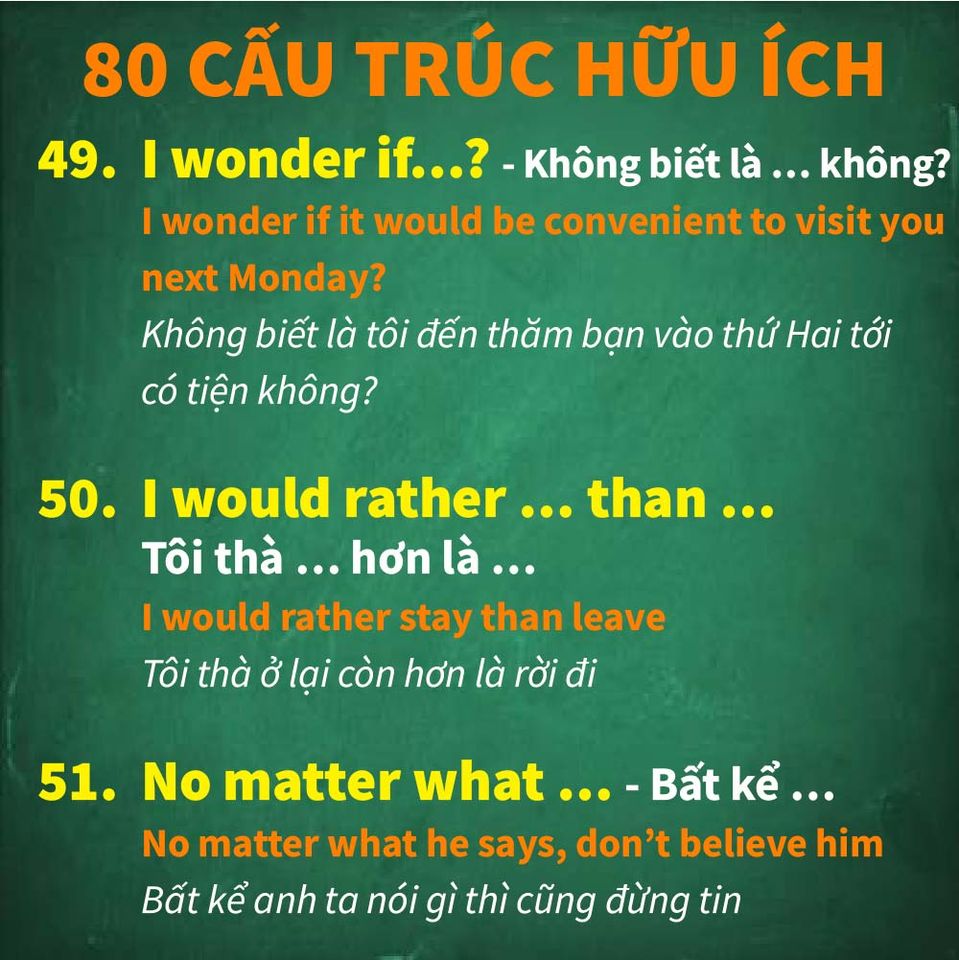 80 CẤU TRÚC HỮU ÍCH
49. I wonder if...? - Không biết là ... không?
I wonder if it would be convenient to visit you
next Monday?
Không biết là tôi đến thăm bạn vào thứ Hai tới
có tiện không?
50. I would rather ... than ...
Tôi thà ... hơn là ...
I would rather stay than leave
Tôi thà ở lại còn hơn là rời đi
51. No matter what ... - Bất kể ...
No matter what he says, don’t believe him
Bất kể anh ta nói gì thì cũng đừng tin